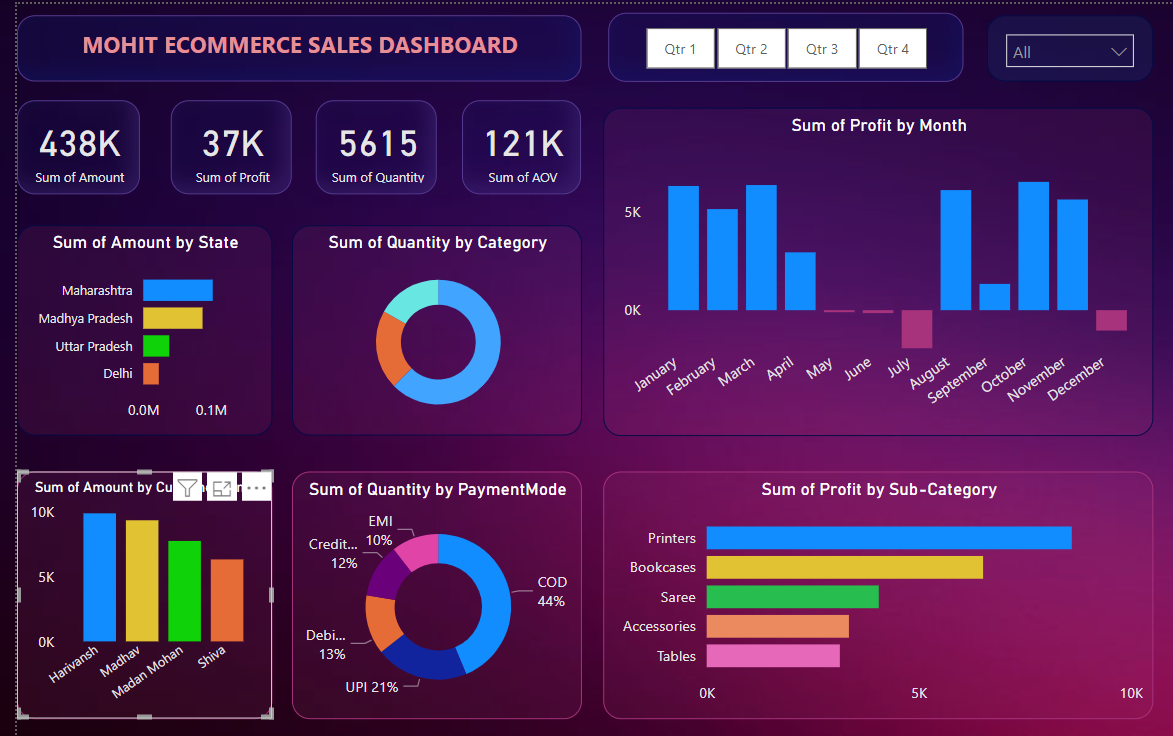 MOHIT ECOMMERCE SALES DASHBOARD
Qtr 1
Qtr 2
Qtr 3
Qtr 4
All
438K
Sum of Amount
37K
Sum of Profit
5615
Sum of Quantity
121K
Sum of AOV
Sum of Profit by Month
5K
0K
January
February
March
April
May
June
July
August
September
October
November
December
Sum of Amount by State
Maharashtra
Madhya Pradesh
Uttar Pradesh
Delhi
0.0M
0.1M
Sum of Quantity by Category
Sum of Amount by
10K
5K
0K
Harivansh
Madhav
Madan Mohan
Shiva
Sum of Quantity by PaymentMode
EMI
10%
Credit...
12%
Debi...
13%
UPI 21%
COD
44%
Sum of Profit by Sub-Category
Printers
Bookcases
Saree
Accessories
Tables
0K
5K
10K